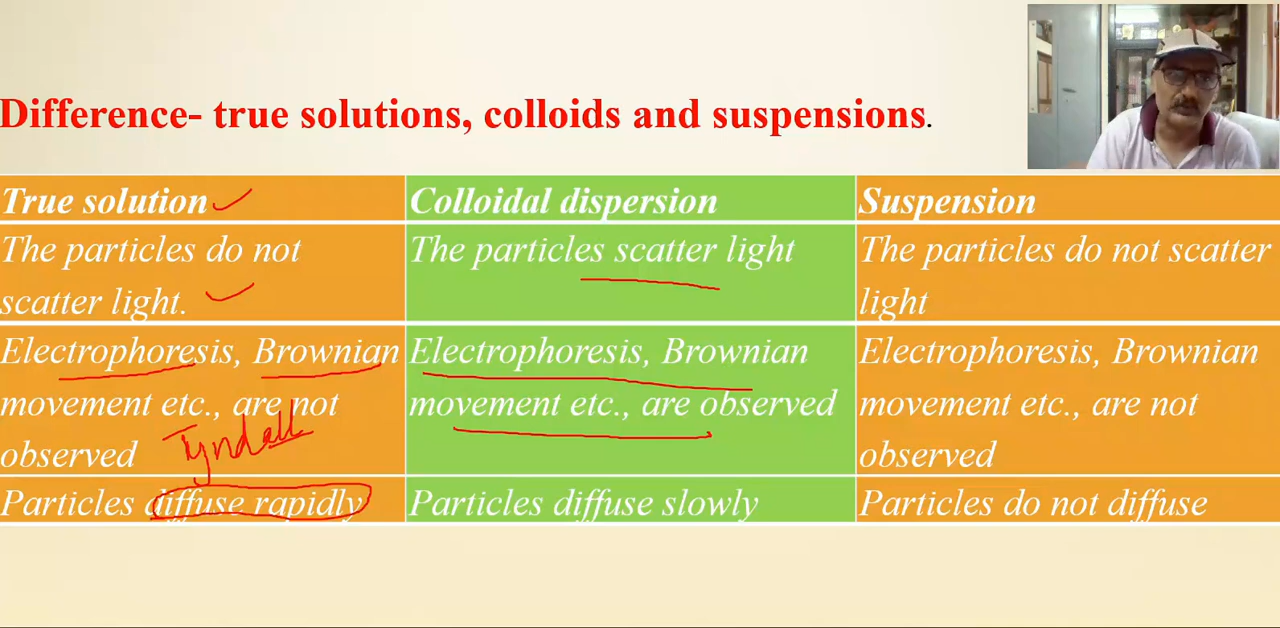 Difference- true solutions, colloids and suspensions.
True solution
Colloidal dispersion
Suspension
The particles do not
scatter light.
The particles scatter light
The particles do not scatter
light
Electrophoresis, Brownian
movement etc., are not
observed
Tyndall
Electrophoresis, Brownian
movement etc., are observed
Electrophoresis, Brownian
movement etc., are not
observed
Particles diffuse rapidly
Particles diffuse slowly
Particles do not diffuse